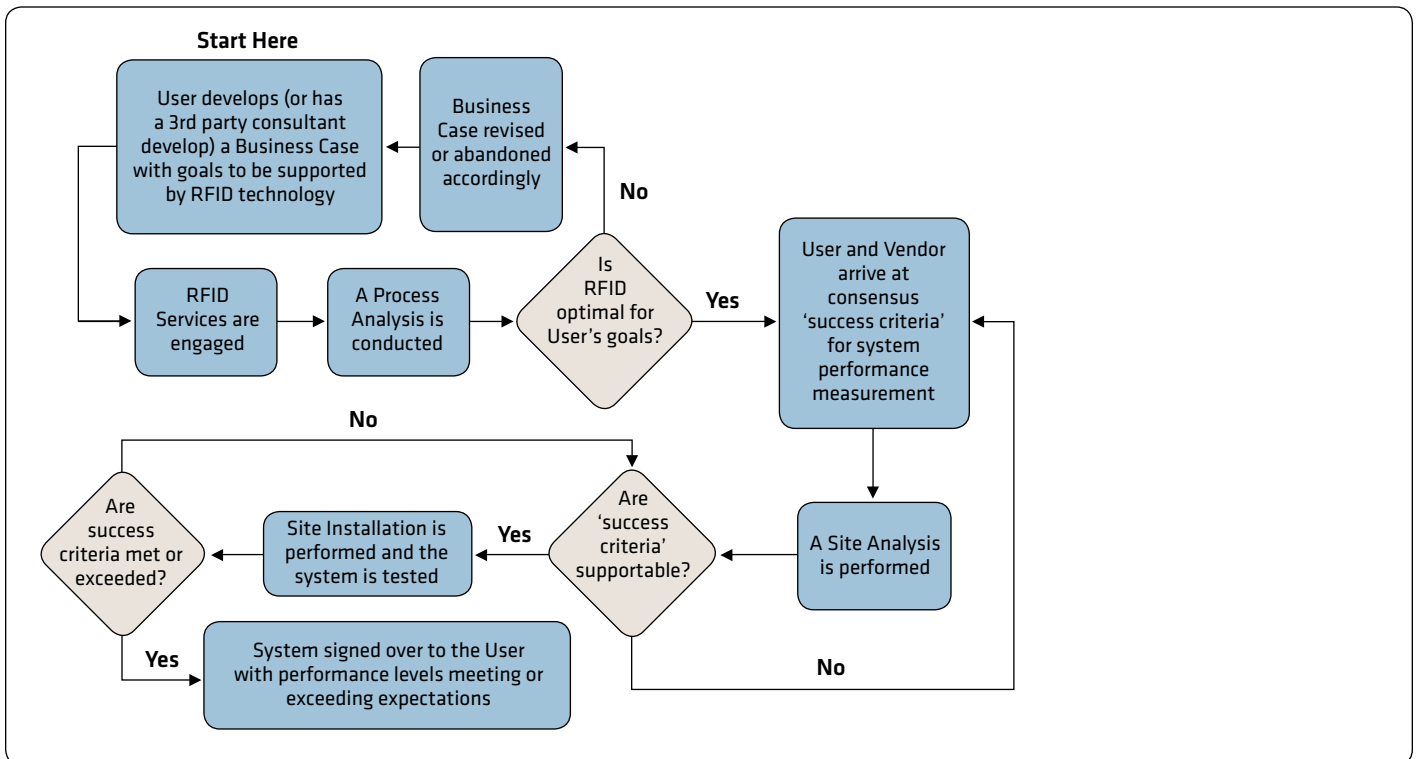 Start Here
User develops (or has
a 3rd party consultant
develop) a Business Case
with goals to be supported
by RFID technology
Business
Case revised
or abandoned
accordingly
No
RFID
Services are
engaged
A Process
Analysis is
conducted
Is
RFID
optimal for
User’s goals?
Yes
User and Vendor
arrive at
consensus
‘success criteria’
for system
performance
measurement
No
Are
success
criteria met or
exceeded?
Site Installation is
performed and the
system is tested
Yes
Are
‘success
criteria’
supportable?
A Site Analysis
is performed
Yes
System signed over to the User
with performance levels meeting or
exceeding expectations
No